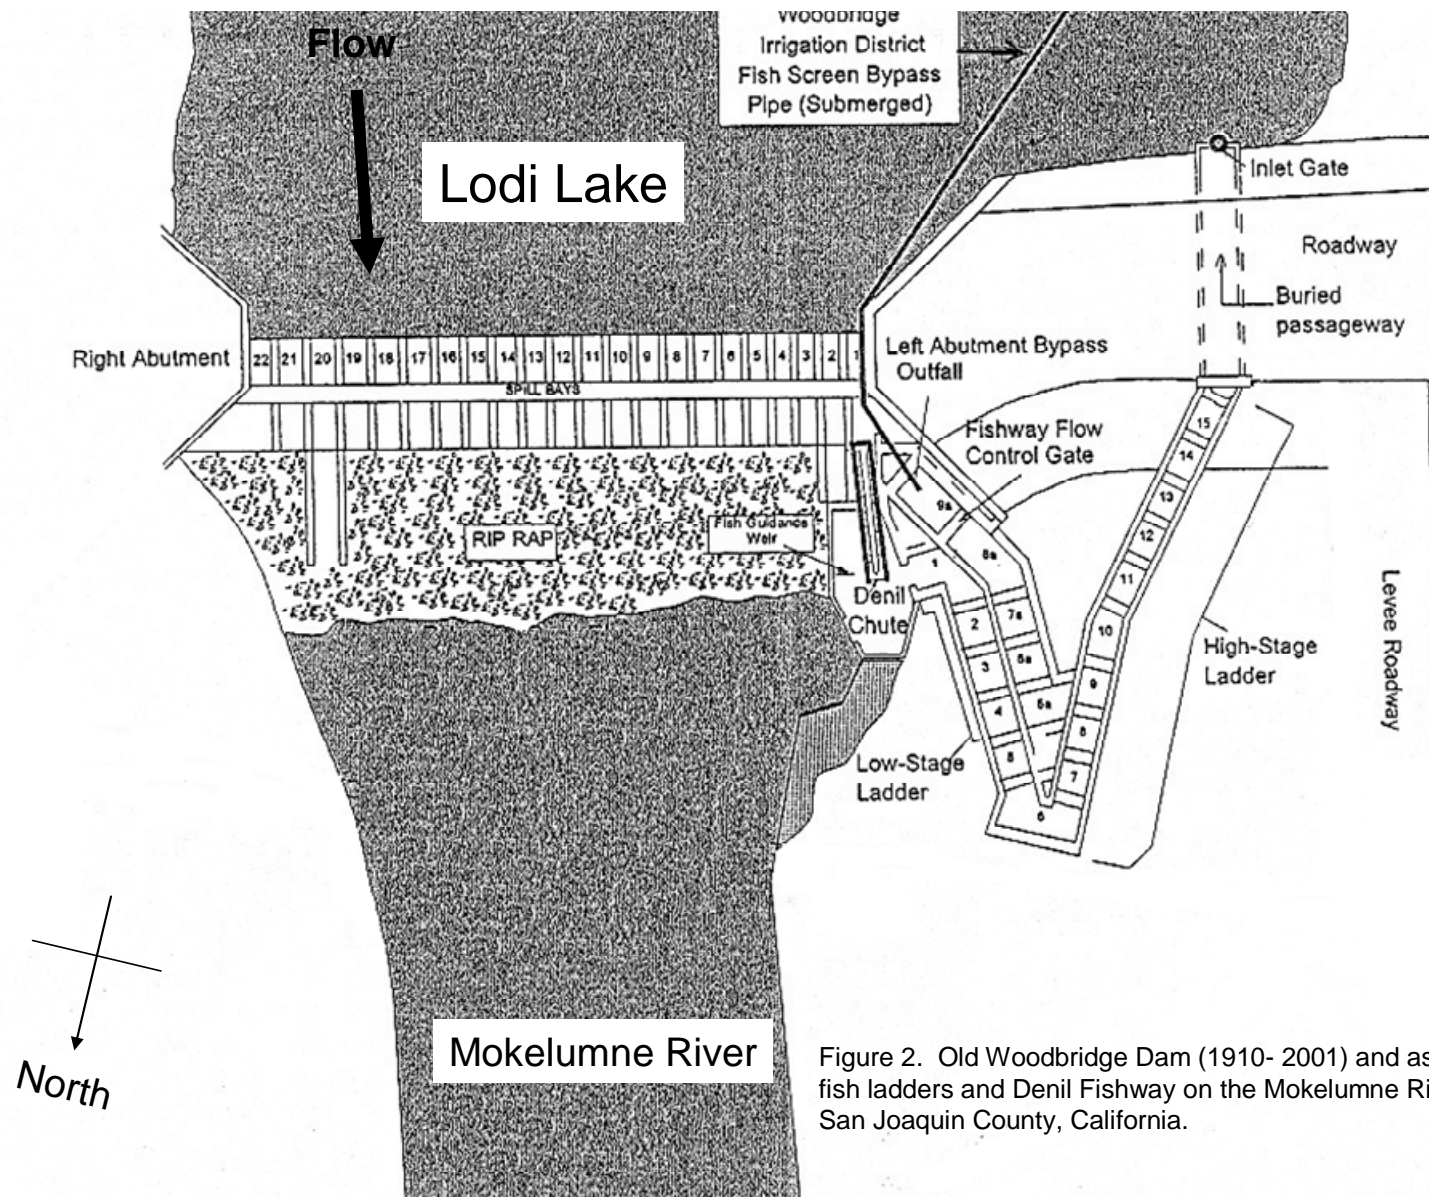 Flow
Woodbridge
Irrigation District
Fish Screen Bypass
Pipe (Submerged)
Lodi Lake
Inlet Gate
Roadway
Buried
passageway
Right Abutment
22 21 20 19 18 17 16 15 14 13 12 11 10 9 8 7 6 5 4 3 2 1
SPILL BAYS
Left Abutment Bypass
Outfall
Fishway Flow
Control Gate
15
14
13
12
11
10
9
8
7
6
9a
8a
7a
6a
5a
1
2
3
4
5
RIP RAP
Fish Guidance
Weir
Denil
Chute
High-Stage
Ladder
Levee Roadway
Low-Stage
Ladder
North
Mokelumne River
Figure 2. Old Woodbridge Dam (1910- 2001) and as
fish ladders and Denil Fishway on the Mokelumne Ri
San Joaquin County, California.